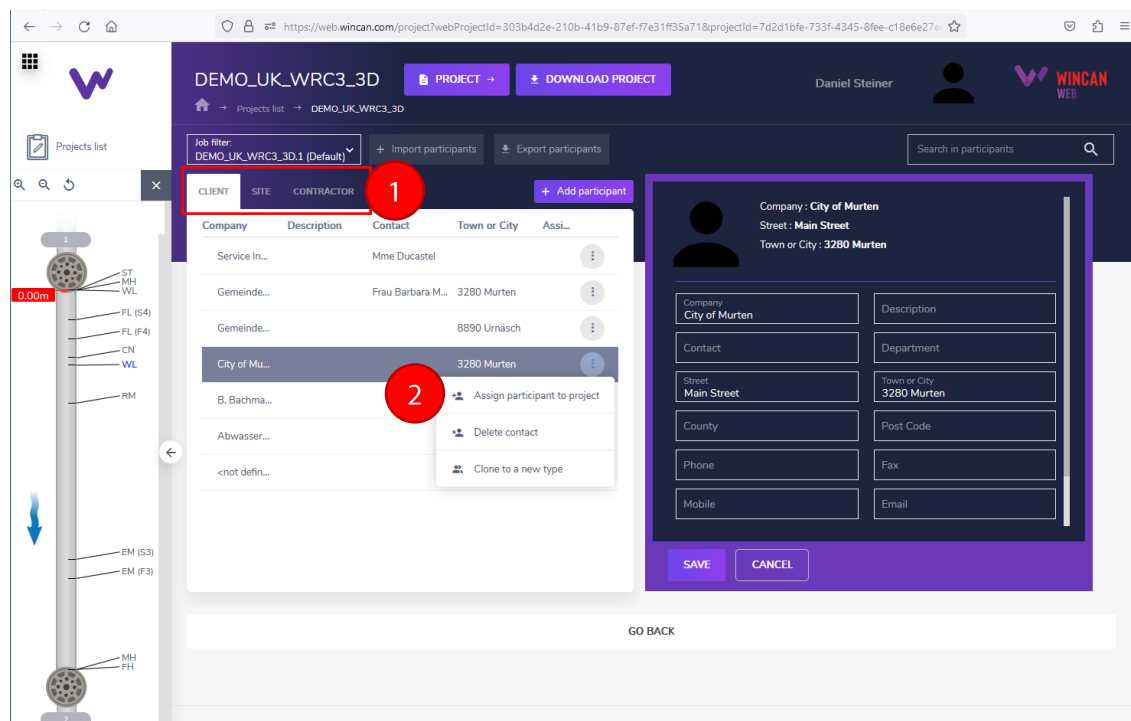 https://web.wincan.com/project?webProjectId=303b4d2e-210b-41b9-87ef-f7e31ff35a71&projectId=7d2d1bfe-733f-4345-8fee-c18e6e27e
DEMO_UK_WRC3_3D
PROJECT →
DOWNLOAD PROJECT
Daniel Steiner
WINCAN
WEB
→ Projects list → DEMO_UK_WRC3_3D
Projects list
Job filter:
DEMO_UK_WRC3_3D.1 (Default)
+ Import participants
Export participants
Search in participants
CLIENT SITE CONTRACTOR
1
+ Add participant
Company Description Contact Town or City Assi...
Service In... Mme Ducastel
Gemeinde... Frau Barbara M... 3280 Murten
Gemeinde... 8890 Urnäsch
City of Mu... 3280 Murten
B. Bachma...
Abwasser...
<not defin...
2
Assign participant to project
Delete contact
Clone to a new type
Company : City of Murten
Street : Main Street
Town or City : 3280 Murten
Company
City of Murten
Description
Contact
Department
Street
Main Street
Town or City
3280 Murten
County
Post Code
Phone
Fax
Mobile
Email
SAVE
CANCEL
GO BACK
1
ST
MH
WL
0.00m
FL (S4)
FL (F4)
CN
WL
RM
EM (S3)
EM (F3)
MH
FH
2